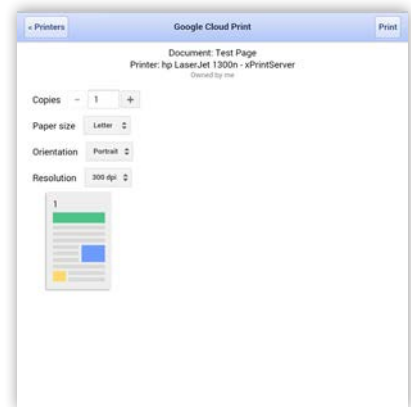 « Printers Google Cloud Print Print
Document: Test Page
Printer: hp LaserJet 1300n - xPrintServer
Owned by me
Copies - 1 +
Paper size Letter
Orientation Portrait
Resolution 300 dpi
1